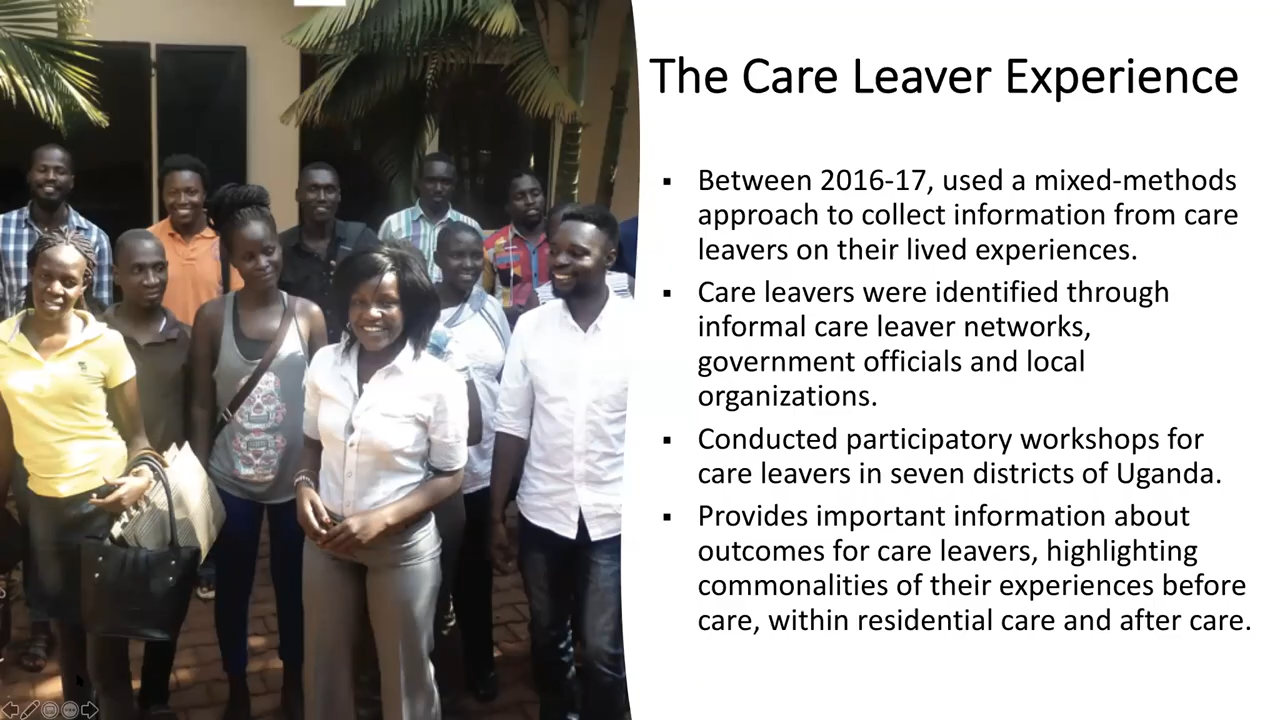 The Care Leaver Experience
▪ Between 2016-17, used a mixed-methods
approach to collect information from care
leavers on their lived experiences.
▪ Care leavers were identified through
informal care leaver networks,
government officials and local
organizations.
▪ Conducted participatory workshops for
care leavers in seven districts of Uganda.
▪ Provides important information about
outcomes for care leavers, highlighting
commonalities of their experiences before
care, within residential care and after care.